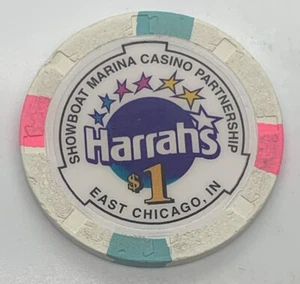 SHOWBOAT MARINA CASINO PARTNERSHIP
Harrah's
$1
EAST CHICAGO, IN